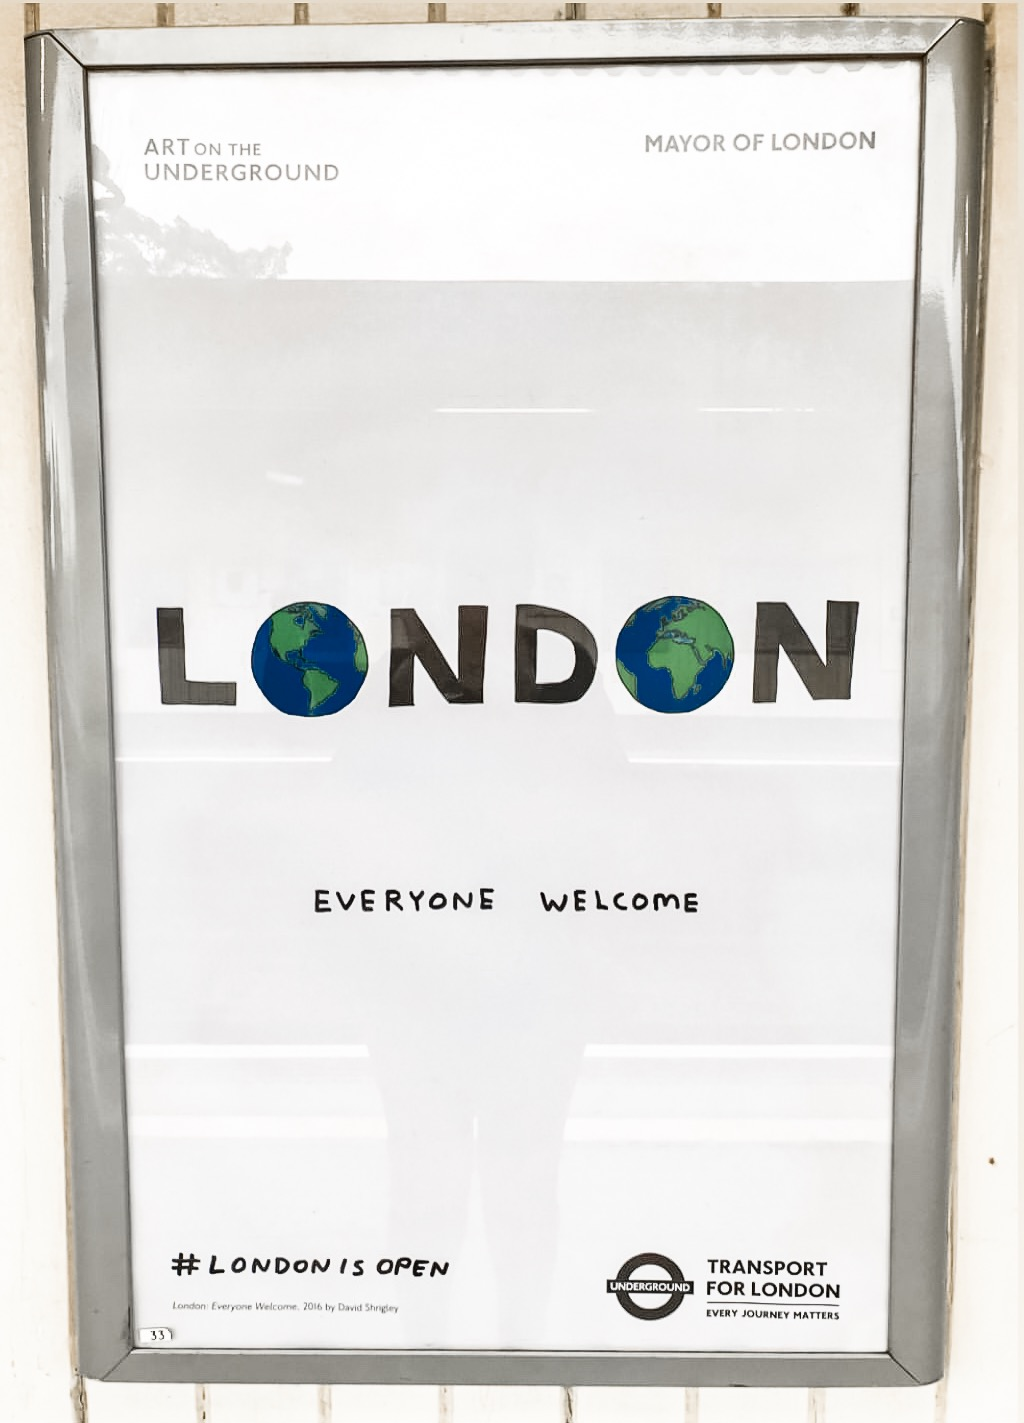 ART ON THE
UNDERGROUND
MAYOR OF LONDON
LONDON
EVERYONE WELCOME
#LONDON IS OPEN
London: Everyone Welcome, 2016 by David Shrigley
33
UNDERGROUND
TRANSPORT
FOR LONDON
EVERY JOURNEY MATTERS